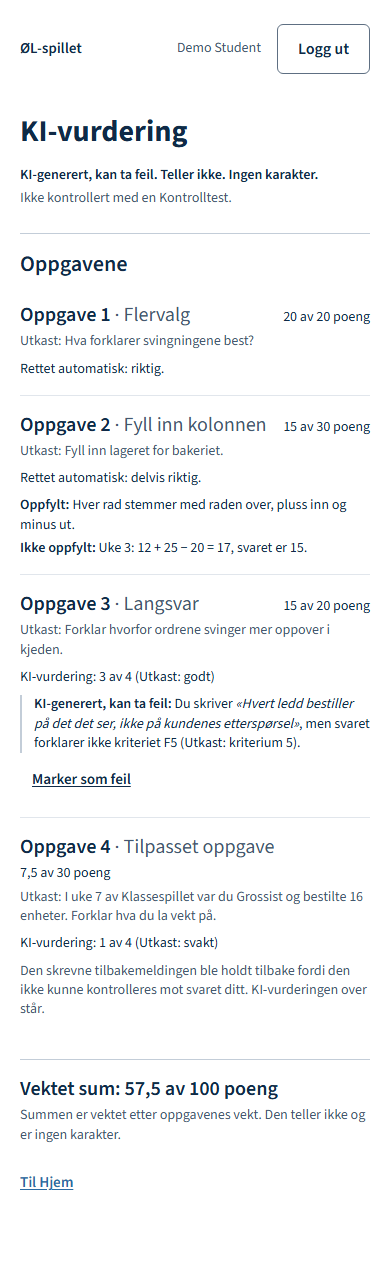 ØL-spillet
Demo Student
Logg ut
KI-vurdering
KI-generert, kan ta feil. Teller ikke. Ingen karakter.
Ikke kontrollert med en Kontrolltest.
Oppgavene
Oppgave 1 · Flervalg
20 av 20 poeng
Utkast: Hva forklarer svingningene best?
Rettet automatisk: riktig.
Oppgave 2 · Fyll inn kolonnen
15 av 30 poeng
Utkast: Fyll inn lageret for bakeriet.
Rettet automatisk: delvis riktig.
Oppfylt: Hver rad stemmer med raden over, pluss inn og
minus ut.
Ikke oppfylt: Uke 3: 12 + 25 − 20 = 17, svaret er 15.
Oppgave 3 · Langsvar
15 av 20 poeng
Utkast: Forklar hvorfor ordrene svinger mer oppover i
kjeden.
KI-vurdering: 3 av 4 (Utkast: godt)
KI-generert, kan ta feil: Du skriver «Hvert ledd bestiller
på det det ser, ikke på kundenes etterspørsel», men svaret
forklarer ikke kriteriet F5 (Utkast: kriterium 5).
Marker som feil
Oppgave 4 · Tilpasset oppgave
7,5 av 30 poeng
Utkast: I uke 7 av Klassespillet var du Grossist og bestilte 16
enheter. Forklar hva du la vekt på.
KI-vurdering: 1 av 4 (Utkast: svakt)
Den skrevne tilbakemeldingen ble holdt tilbake fordi den
ikke kunne kontrolleres mot svaret ditt. KI-vurderingen over
står.
Vektet sum: 57,5 av 100 poeng
Summen er vektet etter oppgavenes vekt. Den teller ikke og
er ingen karakter.
Til Hjem